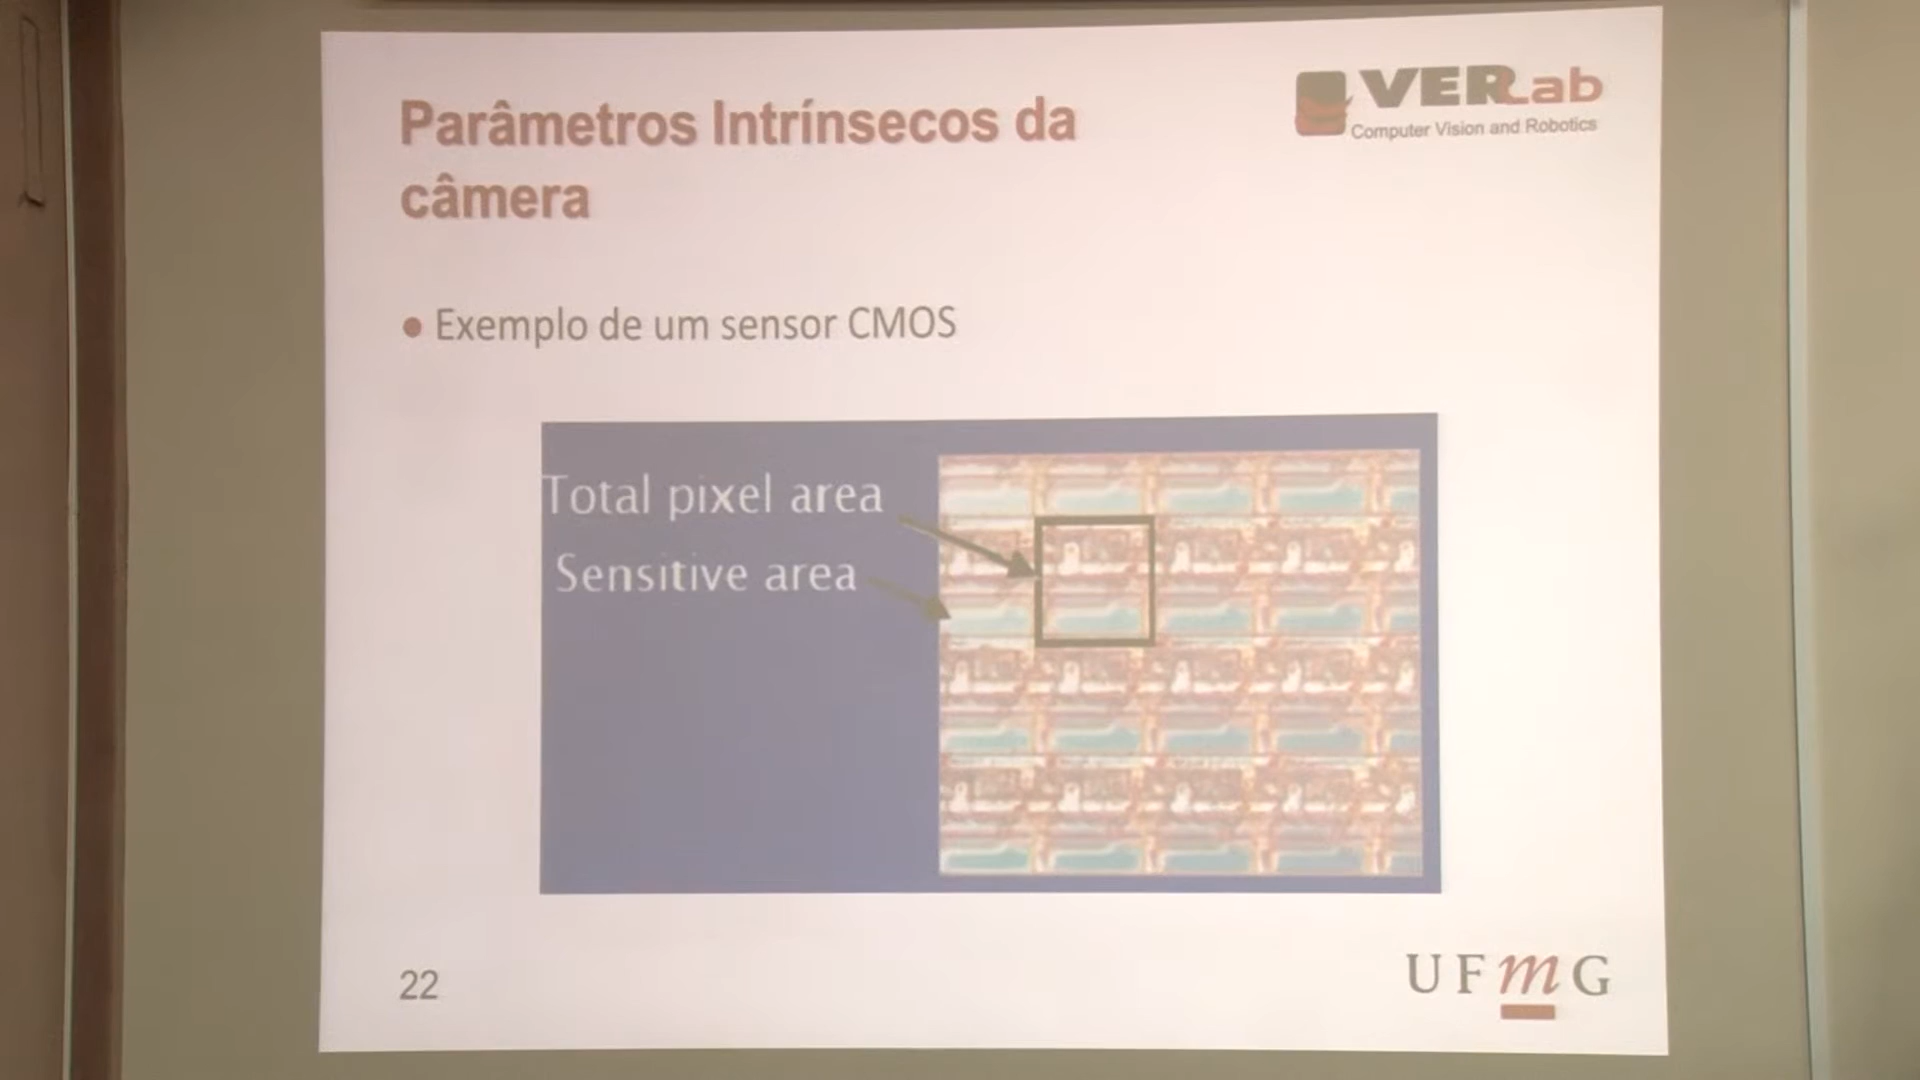 Parâmetros Intrínsecos da
câmera
VERLab
Computer Vision and Robotics
Exemplo de um sensor CMOS
Total pixel area
Sensitive area
22
UFmG